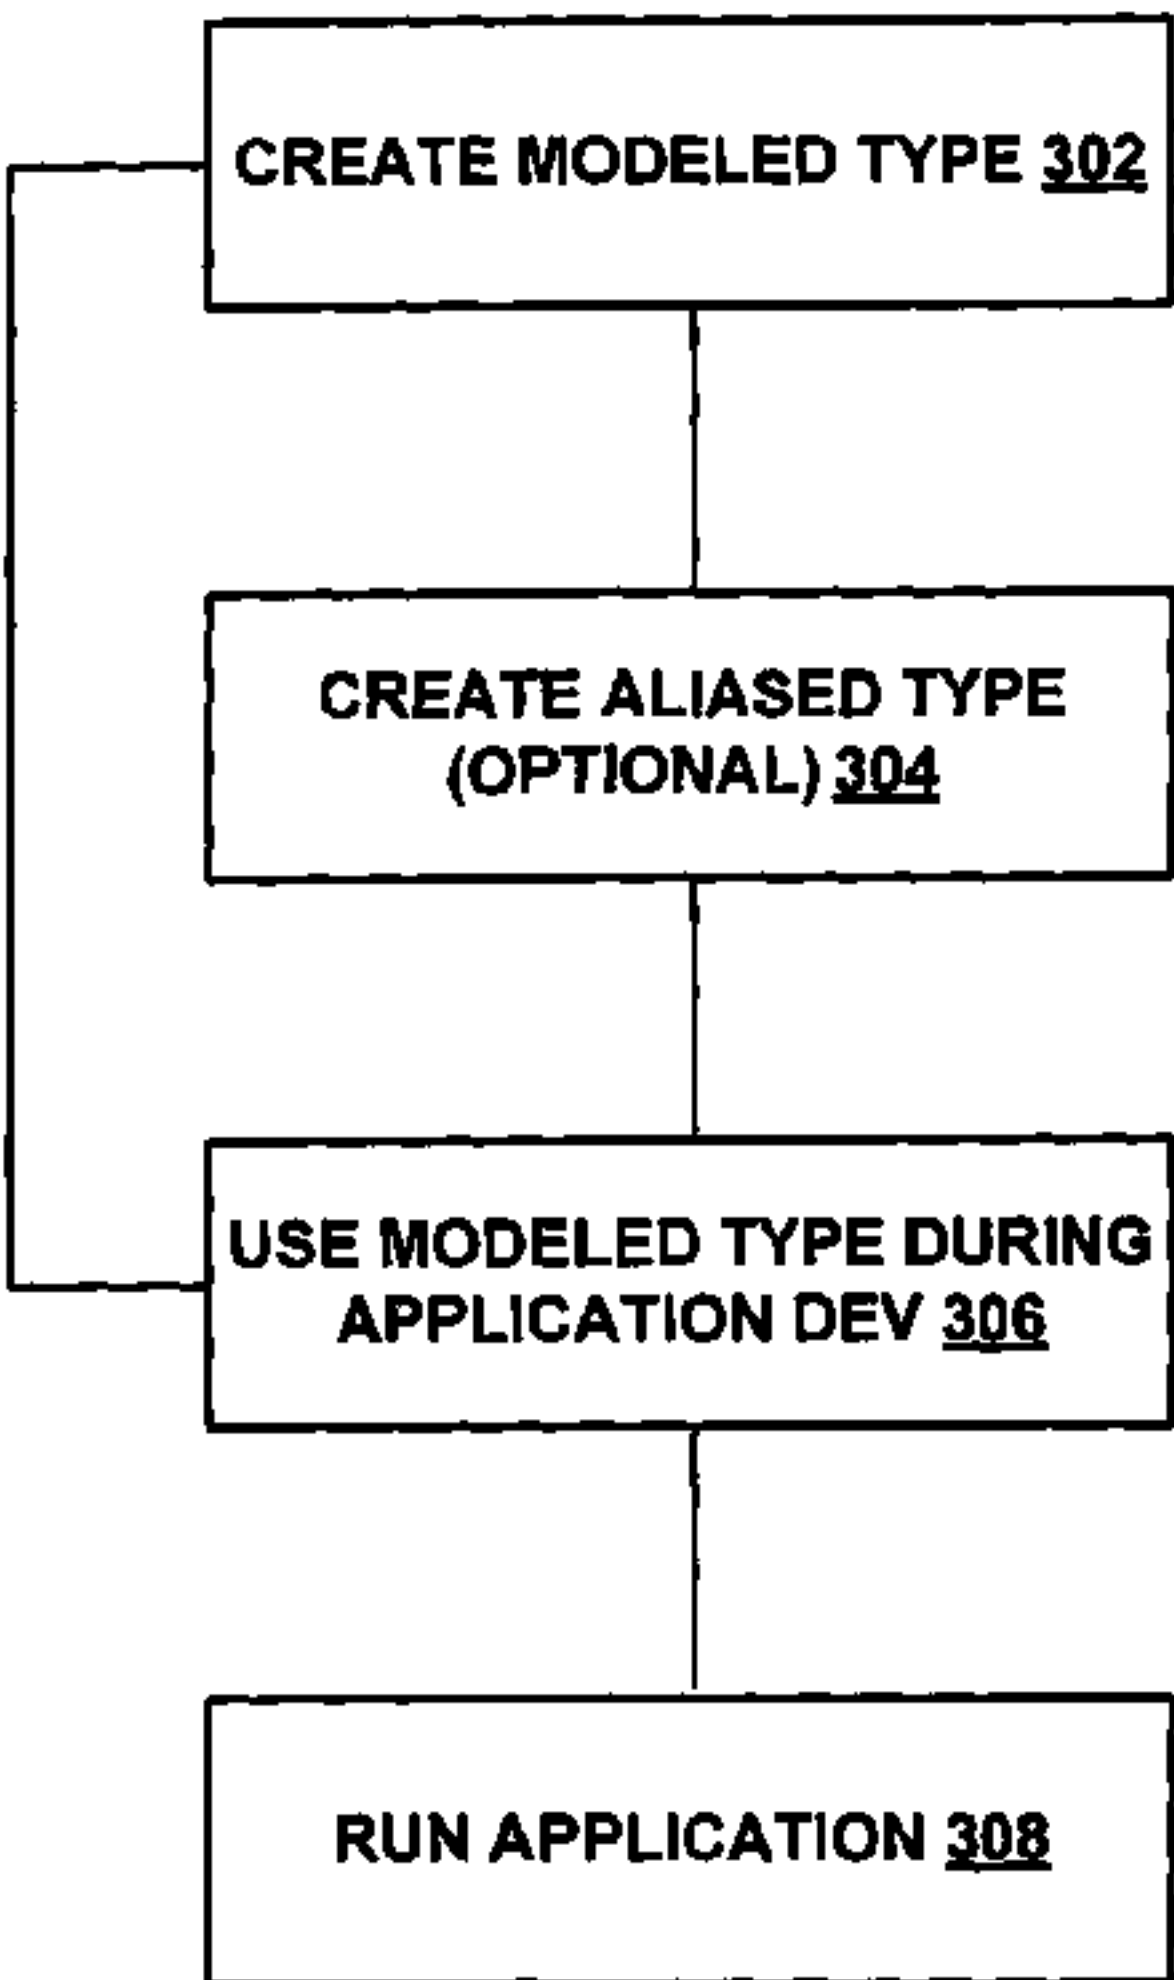 CREATE MODELED TYPE 302
CREATE ALIASED TYPE
(OPTIONAL) 304
USE MODELED TYPE DURING
APPLICATION DEV 306
RUN APPLICATION 308